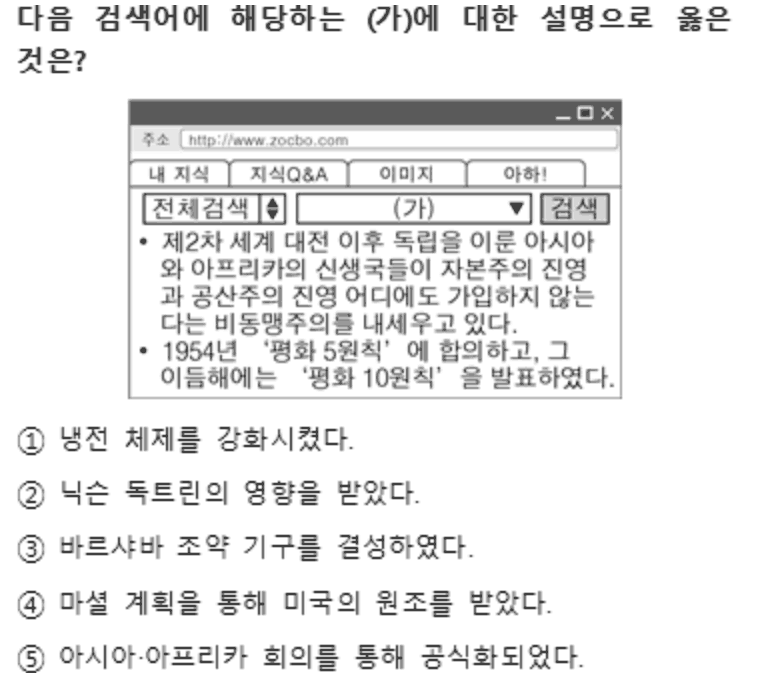 다음 검색어에 해당하는 (가)에 대한 설명으로 옳은
것은?
주소 http://www.zocbo.com
내 지식 지식Q&A 이미지 아하!
전체검색 (가) 검색
• 제2차 세계 대전 이후 독립을 이룬 아시아
와 아프리카의 신생국들이 자본주의 진영
과 공산주의 진영 어디에도 가입하지 않는
다는 비동맹주의를 내세우고 있다.
• 1954년 ‘평화 5원칙’에 합의하고, 그
이듬해에는 ‘평화 10원칙’을 발표하였다.
① 냉전 체제를 강화시켰다.
② 닉슨 독트린의 영향을 받았다.
③ 바르샤바 조약 기구를 결성하였다.
④ 마셜 계획을 통해 미국의 원조를 받았다.
⑤ 아시아·아프리카 회의를 통해 공식화되었다.